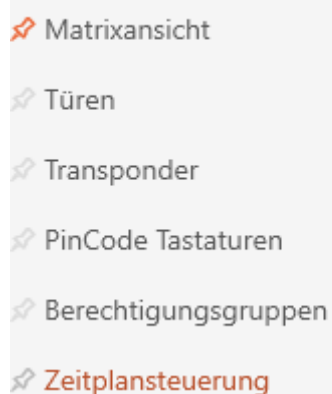 Matrixansicht
Türen
Transponder
PinCode Tastaturen
Berechtigungsgruppen
Zeitplansteuerung